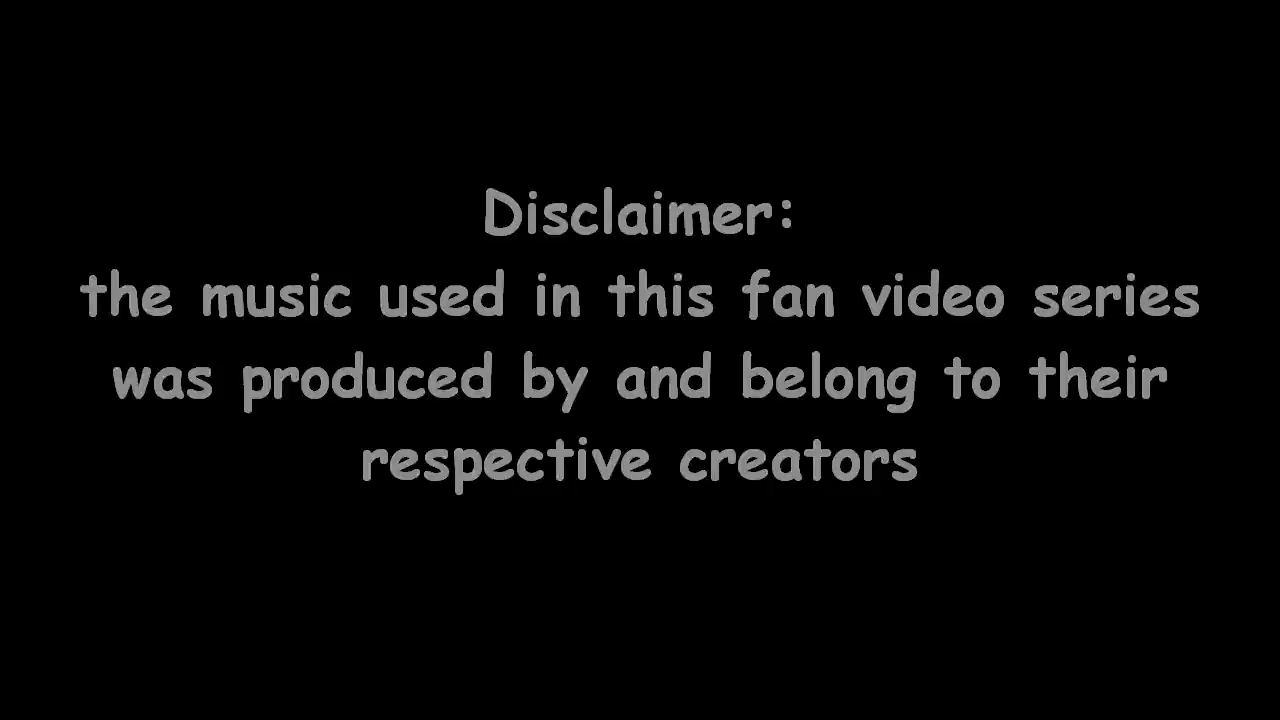 Disclaimer:
the music used in this fan video series
was produced by and belong to their
respective creators